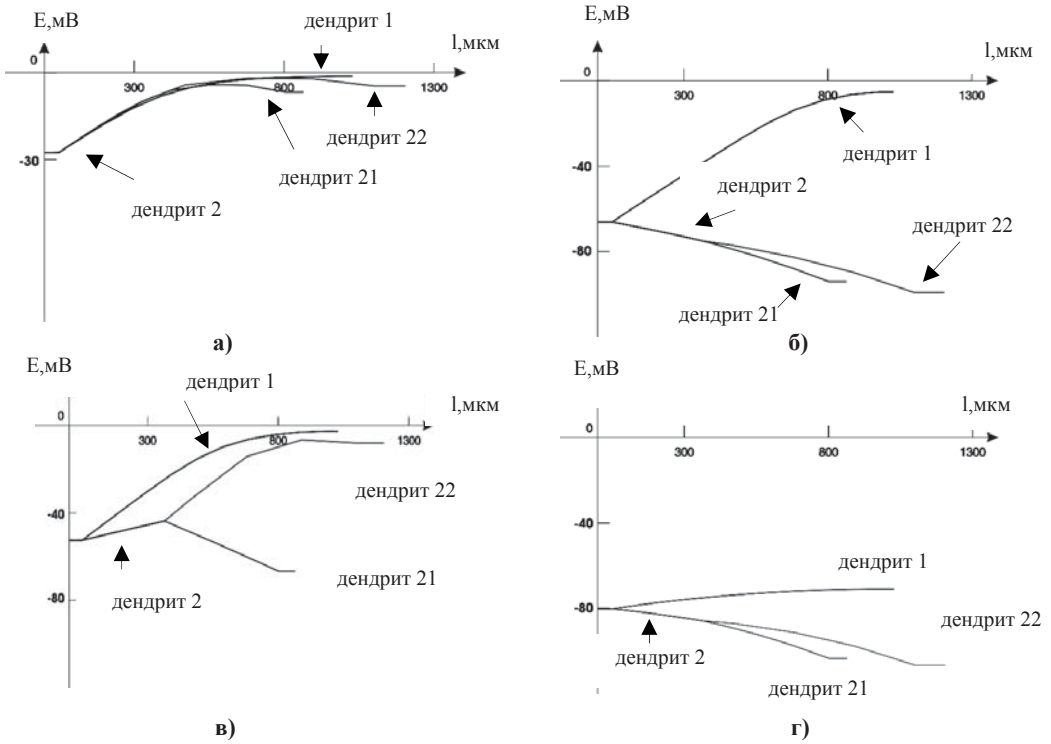 E,мВ
дендрит 1
l,мкм
0
300
800
1300
-30
дендрит 22
дендрит 21
дендрит 2
а)
E,мВ
l,мкм
0
300
800
1300
-40
-80
дендрит 1
дендрит 2
дендрит 22
дендрит 21
б)
E,мВ
дендрит 1
l,мкм
0
300
800
1300
-40
-80
дендрит 22
дендрит 21
дендрит 2
в)
E,мВ
l,мкм
0
300
800
1300
-40
-80
дендрит 1
дендрит 22
дендрит 2
дендрит 21
г)